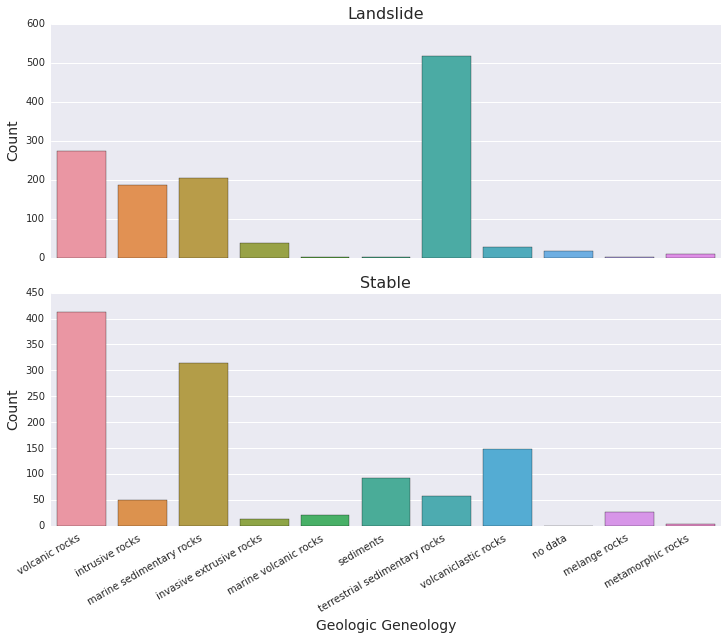 Landslide
600
500
400
300
200
100
0
Count
Stable
450
400
350
300
250
200
150
100
50
0
Count
volcanic rocks
intrusive rocks
marine sedimentary rocks
invasive extrusive rocks
marine volcanic rocks
sediments
terrestrial sedimentary rocks
volcaniclastic rocks
no data
melange rocks
metamorphic rocks
Geologic Geneology